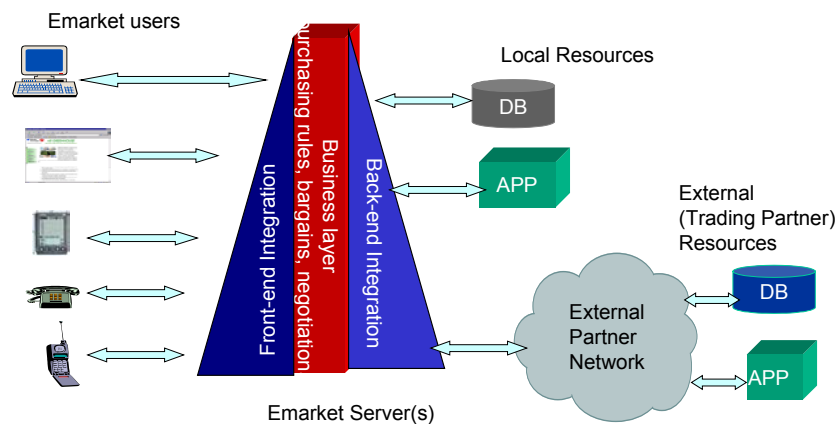 Emarket users
Local Resources
DB
APP
External
(Trading Partner)
Resources
DB
APP
External
Partner
Network
Front-end Integration
Business layer
Purchasing rules, bargains, negotiation
Back-end Integration
Emarket Server(s)